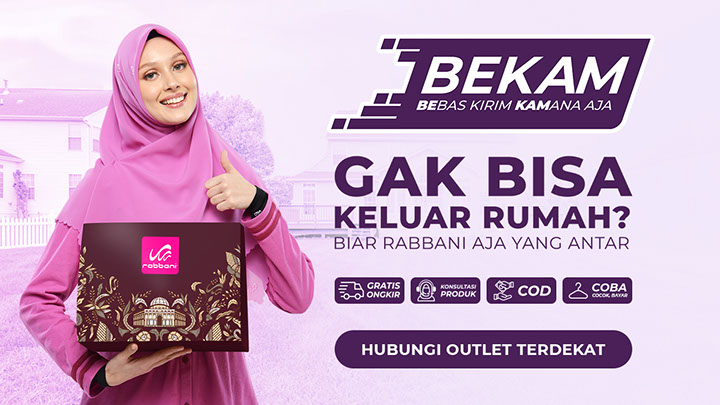 BEKAM
BEBAS KIRIM KAMANA AJA
GAK BISA
KELUAR RUMAH?
BIAR RABBANI AJA YANG ANTAR
GRATIS
ONGKIR
KONSULTASI
PRODUK
COD
COBA
COCOK, BAYAR
HUBUNGI OUTLET TERDEKAT
rabbani